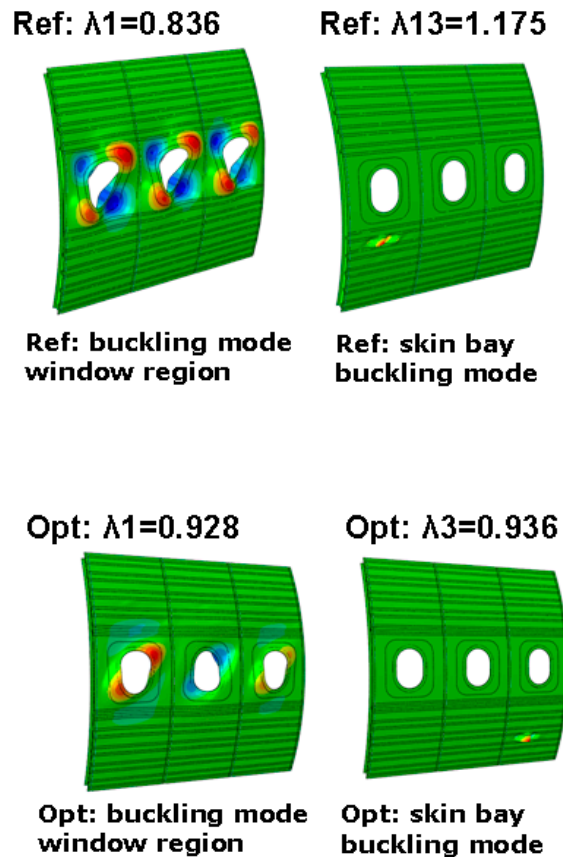 Ref: λ1=0.836
Ref: λ13=1.175
Ref: buckling mode
window region
Ref: skin bay
buckling mode
Opt: λ1=0.928
Opt: λ3=0.936
Opt: buckling mode
window region
Opt: skin bay
buckling mode